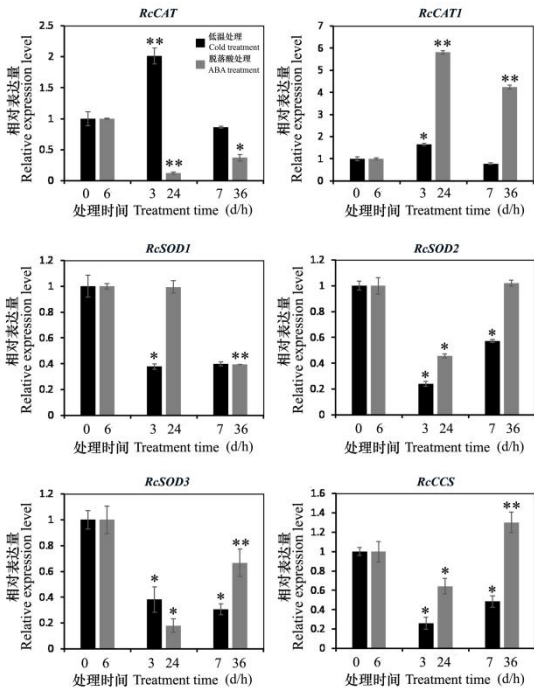 RcCAT
相对表达量
Relative expression level
2.5
2
1.5
1
0.5
0
低温处理
Cold treatment
脱落酸处理
ABA treatment
**
**
*
0 6 3 24 7 36
处理时间 Treatment time (d/h)
RcCAT1
相对表达量
Relative expression level
7
6
5
4
3
2
1
0
*
**
**
0 6 3 24 7 36
处理时间 Treatment time (d/h)
RcSOD1
相对表达量
Relative expression level
1.2
1
0.8
0.6
0.4
0.2
0
*
**
0 6 3 24 7 36
处理时间 Treatment time (d/h)
RcSOD2
相对表达量
Relative expression level
1.2
1
0.8
0.6
0.4
0.2
0
*
*
*
0 6 3 24 7 36
处理时间 Treatment time (d/h)
RcSOD3
相对表达量
Relative expression level
1.2
1
0.8
0.6
0.4
0.2
0
*
*
*
**
0 6 3 24 7 36
处理时间 Treatment time (d/h)
RcCCS
相对表达量
Relative expression level
1.6
1.4
1.2
1
0.8
0.6
0.4
0.2
0
*
*
*
**
0 6 3 24 7 36
处理时间 Treatment time (d/h)